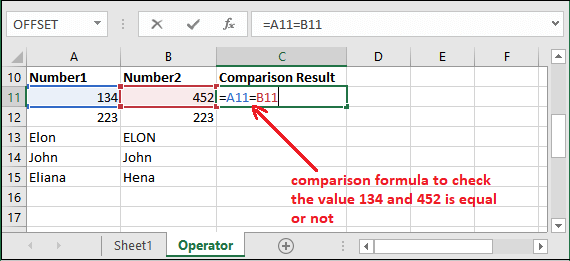 OFFSET =A11=B11
A B C D E F
10 Number1 Number2 Comparison Result
11 134 452 =A11=B11
12 223 223
13 Elon ELON
14 John John
15 Eliana Hena
16
17
comparison formula to check
the value 134 and 452 is equal
or not
Sheet1 Operator